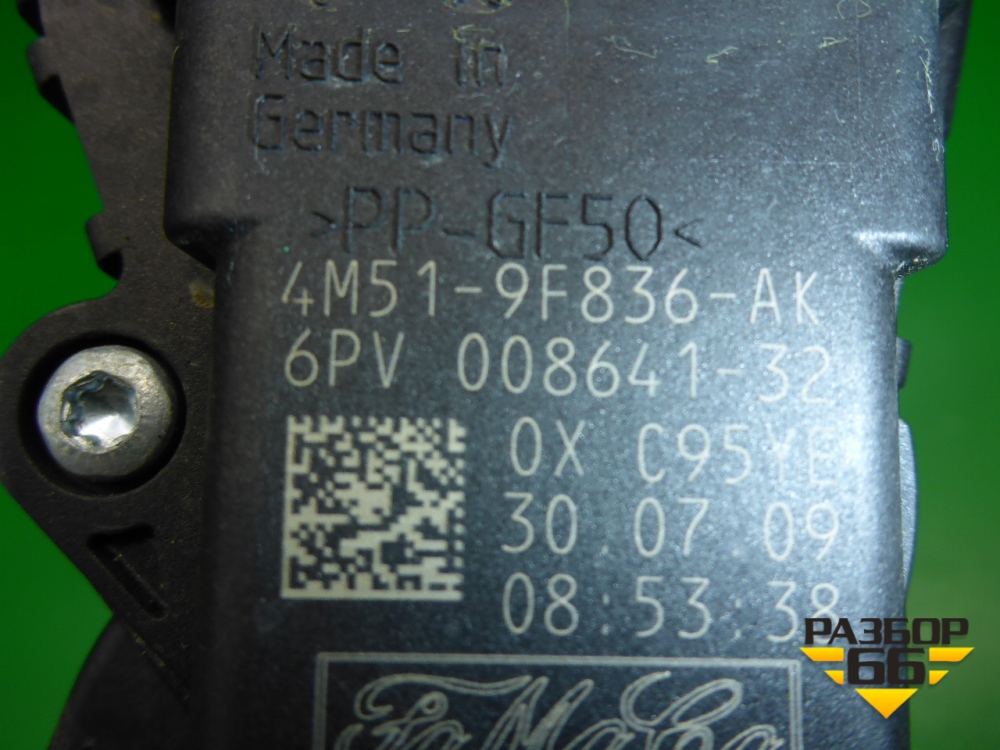 Made in
Germany
>PP-GF50<
4M51-9F836-AK
6PV 008641-32
0X C95YE
30.07.09
08:53:38
РАЗБОР
66
FoMoCo